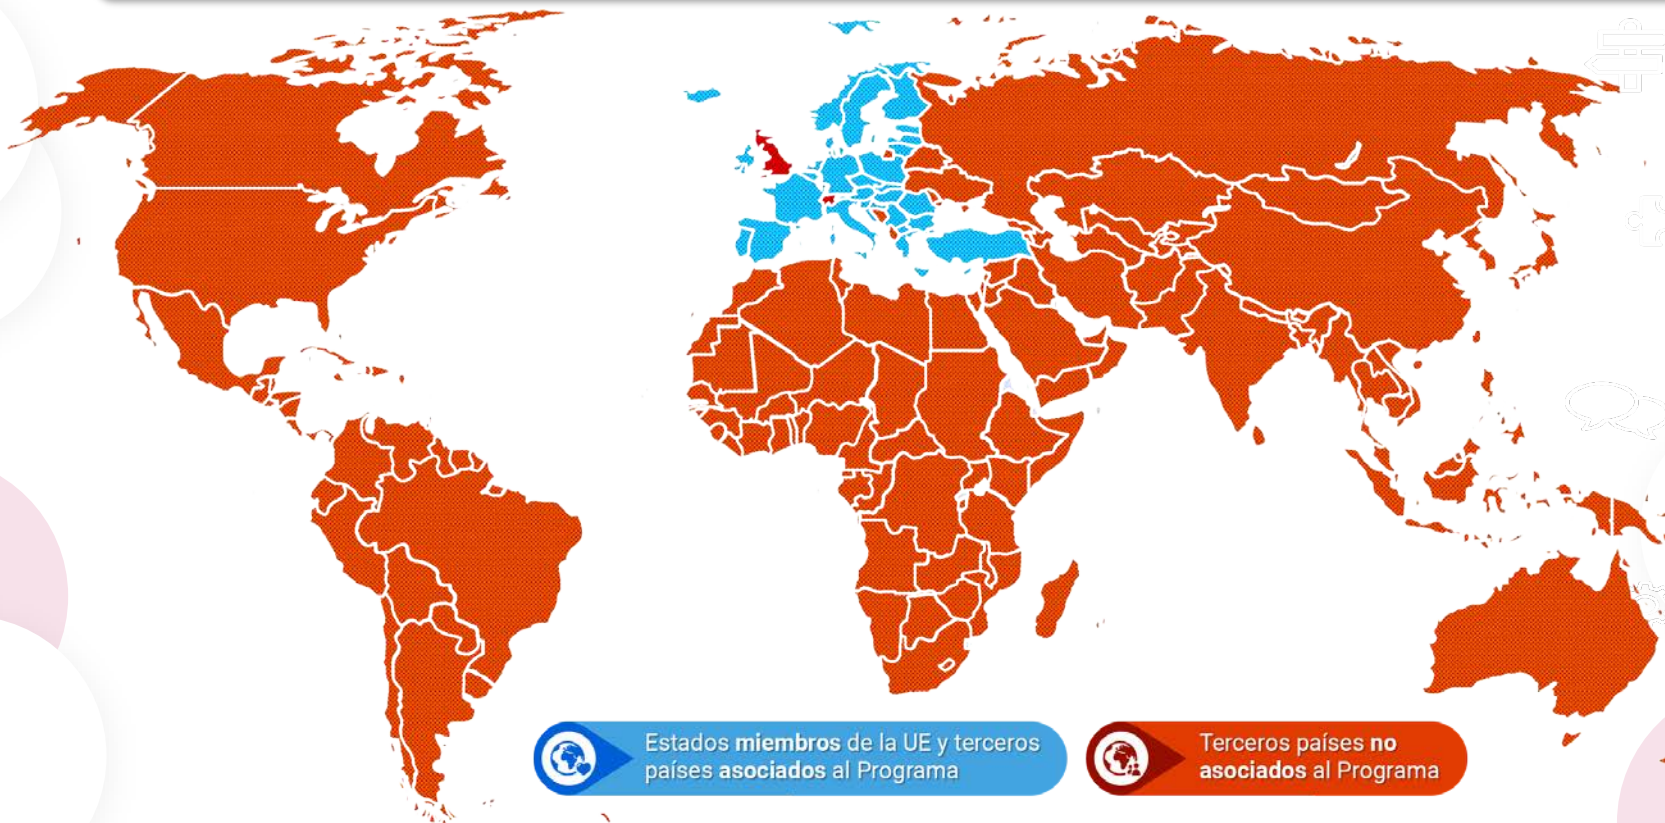 Estados miembros de la UE y terceros
países asociados al Programa
Terceros países no
asociados al Programa